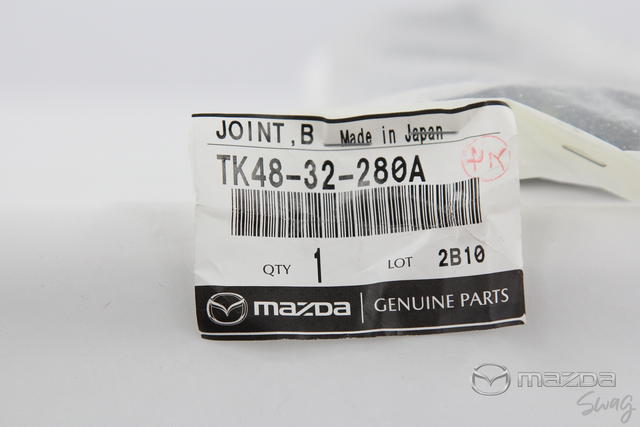 JOINT,B Made in Japan
TK48-32-280A
QTY 1 LOT 2B10
mazda GENUINE PARTS
mazda
Swag